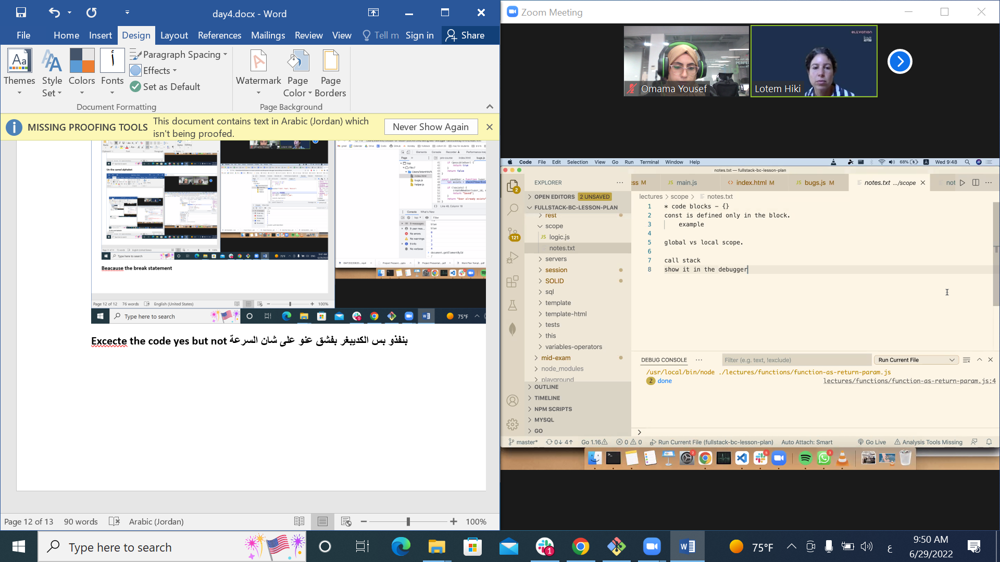 day4.docx - Word
File
Home
Insert
Design
Layout
References
Mailings
Review
View
Tell m
Sign in
Share
Themes
Style Set
Colors
Fonts
Paragraph Spacing
Effects
Set as Default
Document Formatting
Watermark
Page Color
Page Borders
Page Background
MISSING PROOFING TOOLS
This document contains text in Arabic (Jordan) which
isn't being proofed.
Never Show Again
Un the camel alphabet
Beacause the break statement
Page 12 of 12
76 words
English (United States)
100%
Type here to search
75°F
Excecte the code yes but not بنفذو بس الكديبغر بفشق عنو على شان السرعة
Page 12 of 13
90 words
Arabic (Jordan)
100%
Zoom Meeting
Omama Yousef
Lotem Hiki
ELEVATION
Code
File
Edit
Selection
View
Go
Run
Terminal
Window
Help
68%
Wed 9:48
notes.txt — fullstack-bc-lesson-plan
EXPLORER
css M
main.js
index.html M
bugs.js M
notes.txt .../scope
not
OPEN EDITORS
2 UNSAVED
FULLSTACK-BC-LESSON-PLAN
rest
scope
logic.js
notes.txt
servers
session
SOLID
sql
template
template-html
tests
this
variables-operators
mid-exam
node_modules
playground
OUTLINE
TIMELINE
NPM SCRIPTS
MYSQL
GO
2
121
lectures > scope > notes.txt
1 * code blocks - {}
2 const is defined only in the block.
3 example
4
5 global vs local scope.
6
7 call stack
8 show it in the debugger
DEBUG CONSOLE
Filter (e.g. text, !exclude)
Run Current File
/usr/local/bin/node ./lectures/functions/function-as-return-param.js
2 done
lectures/functions/function-as-return-param.js:4
master*
0↓ 4↑
Go 1.16
0 0
Run Current File (fullstack-bc-lesson-plan)
Auto Attach: Smart
Go Live
Analysis Tools Missing
Type here to search
1
75°F
ع
9:50 AM
6/29/2022